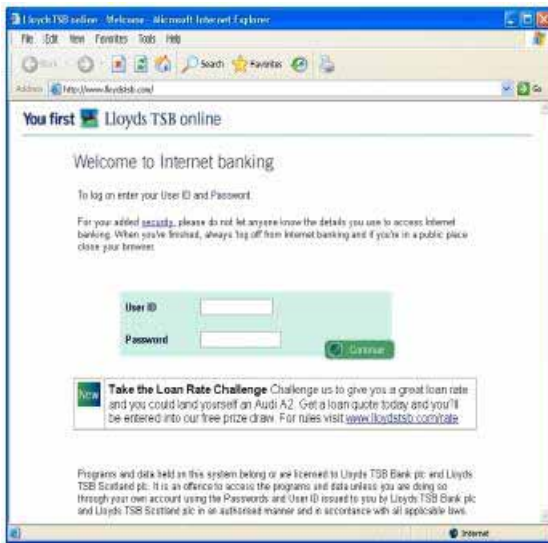 Lloyds TSB online - Welcome - Microsoft Internet Explorer
File Edit View Favorites Tools Help
Back Search Favorites
Address http://www.lloydstsb.com/ Go
You first Lloyds TSB online
Welcome to Internet banking
To log on enter your User ID and Password.
For your added security, please do not let anyone know the details you use to access Internet
banking. When you've finished, always log off from Internet banking and if you're in a public place
close your browser.
User ID
Password
Continue
New Take the Loan Rate Challenge Challenge us to give you a great loan rate
and you could land yourself an Audi A2. Get a loan quote today and you'll
be entered into our free prize draw. For rules visit www.lloydstsb.com/rate
Programs and data held on this system belong or are licensed to Lloyds TSB Bank plc and Lloyds
TSB Scotland plc. It is an offence to access the programs and data unless you are doing so
through your own account using the Passwords and User ID issued to you by Lloyds TSB Bank plc
and Lloyds TSB Scotland plc in an authorised manner and in accordance with all applicable laws.
Internet